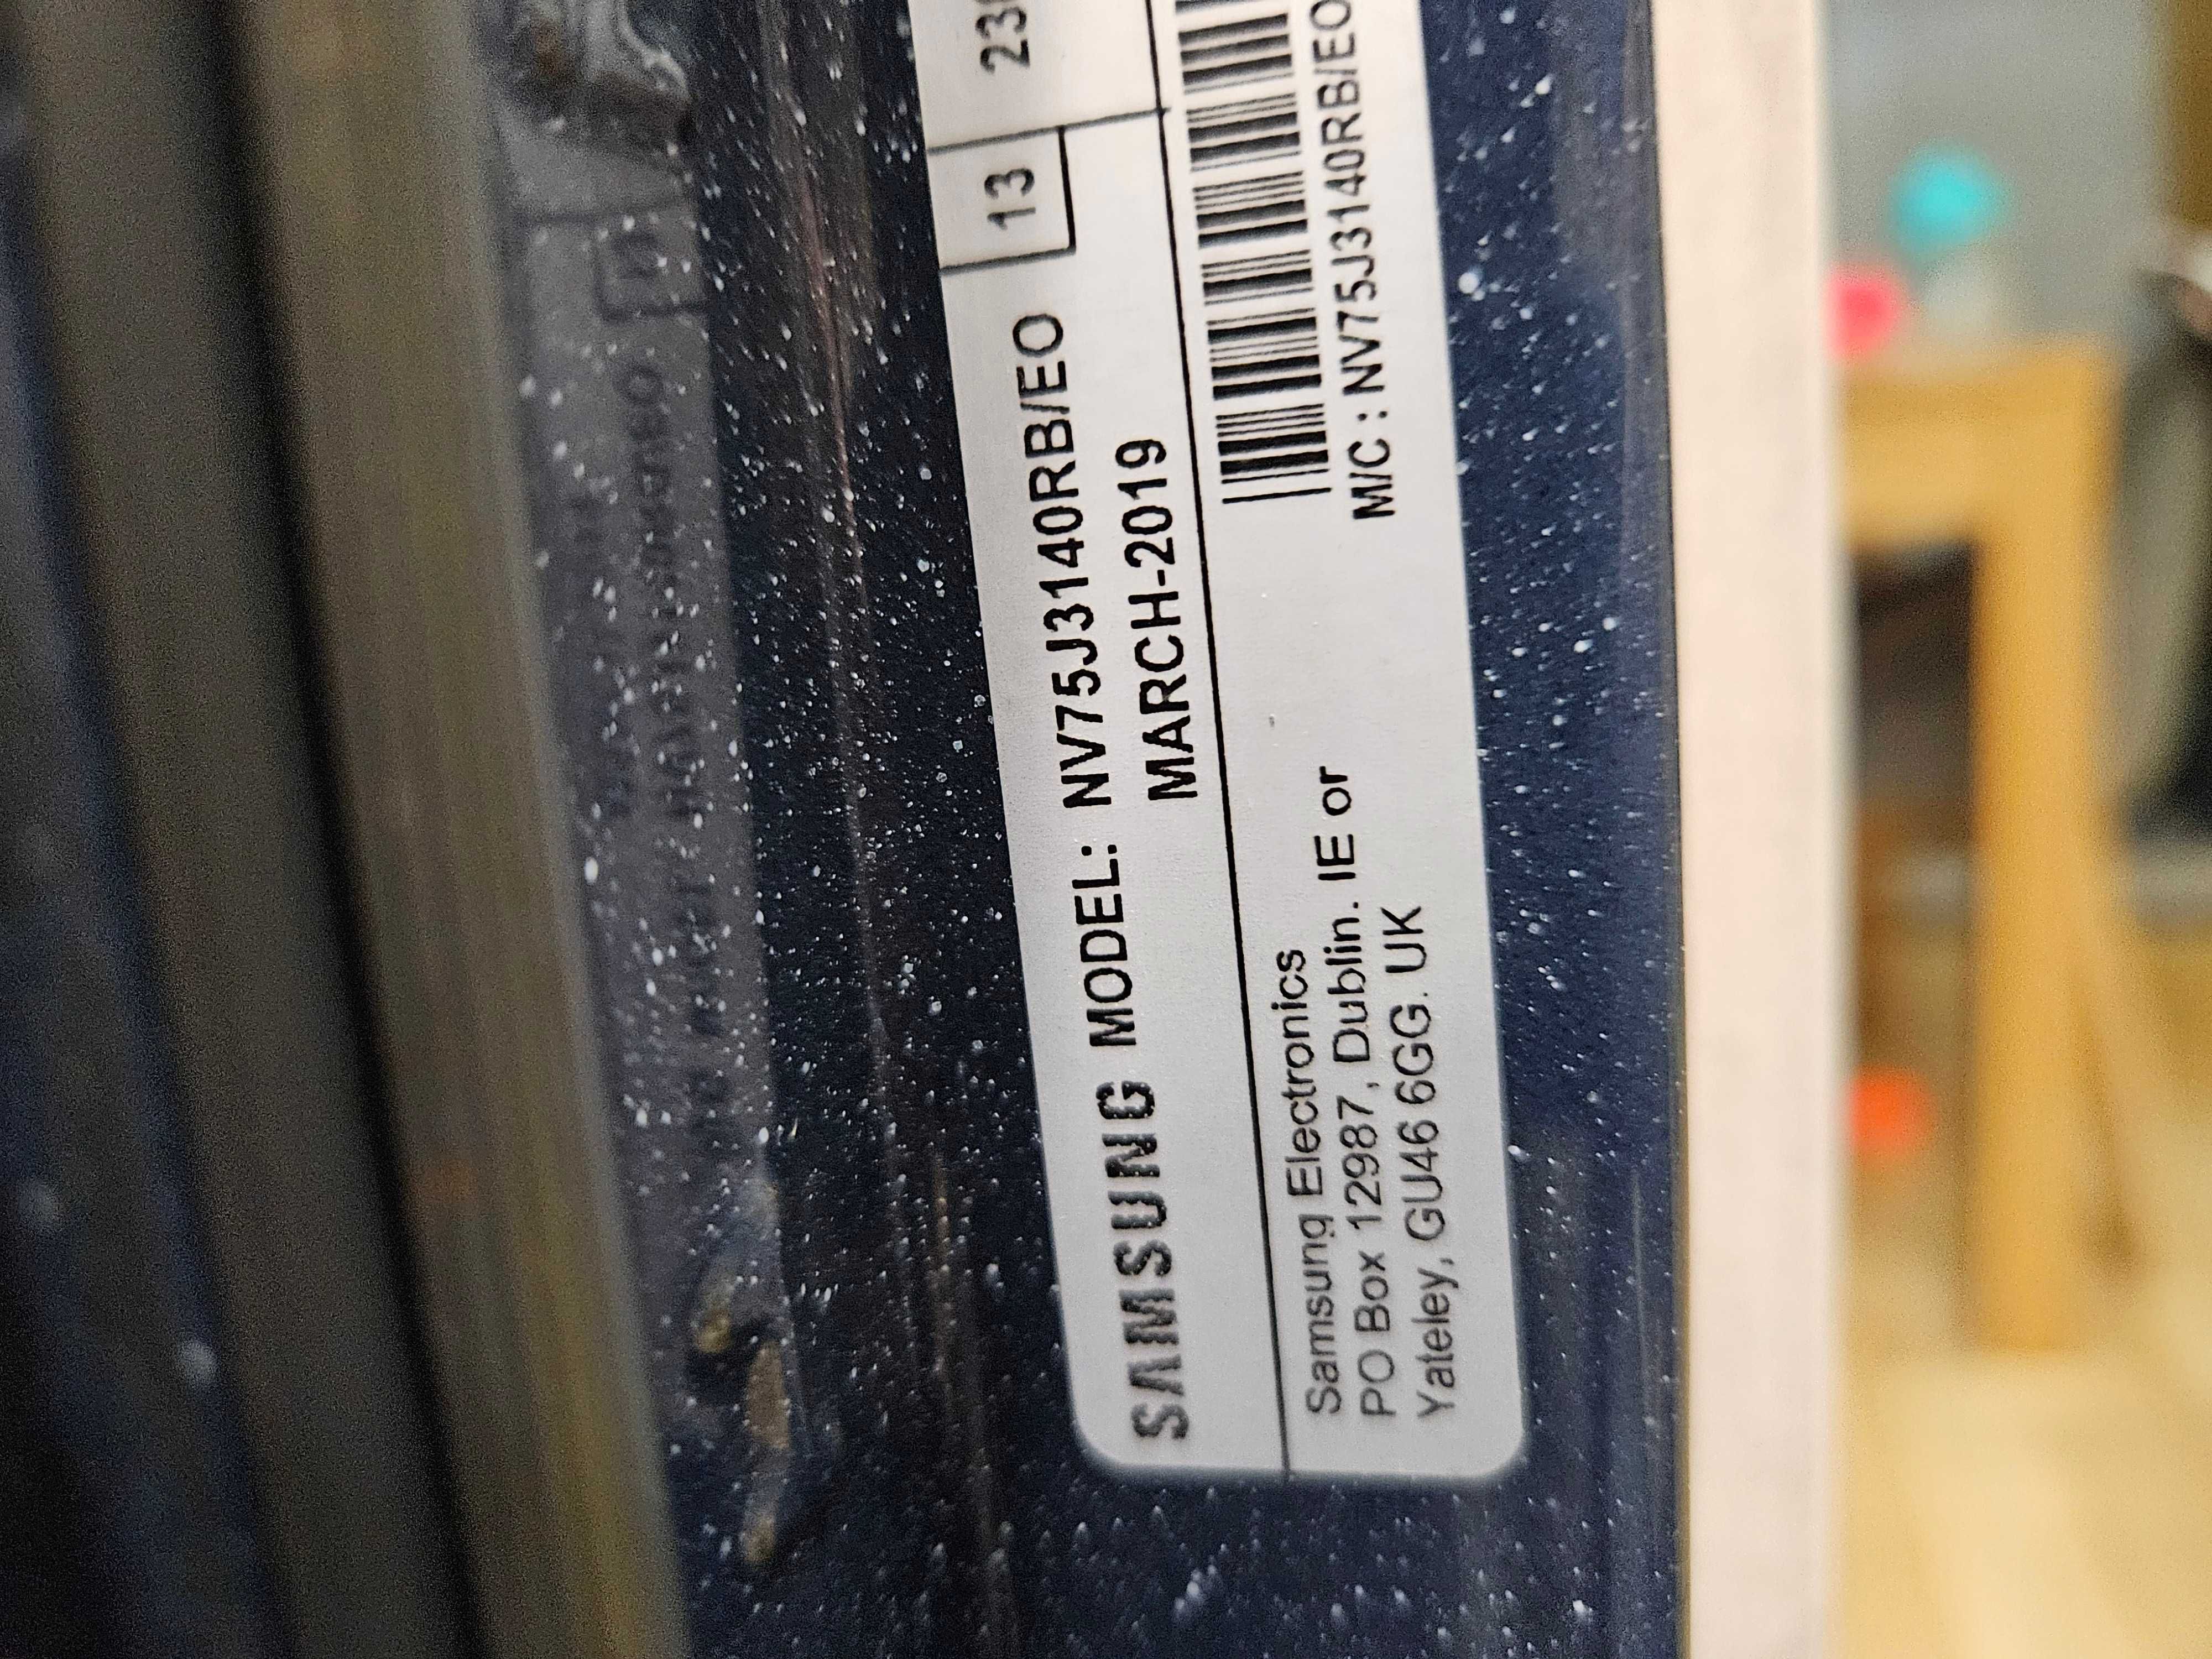 SAMSUNG MODEL: NV75J3140RB/EO
MARCH-2019
13
23
Samsung Electronics
PO Box 12987, Dublin. IE or
Yateley, GU46 6GG. UK
M/C : NV75J3140RB/EO